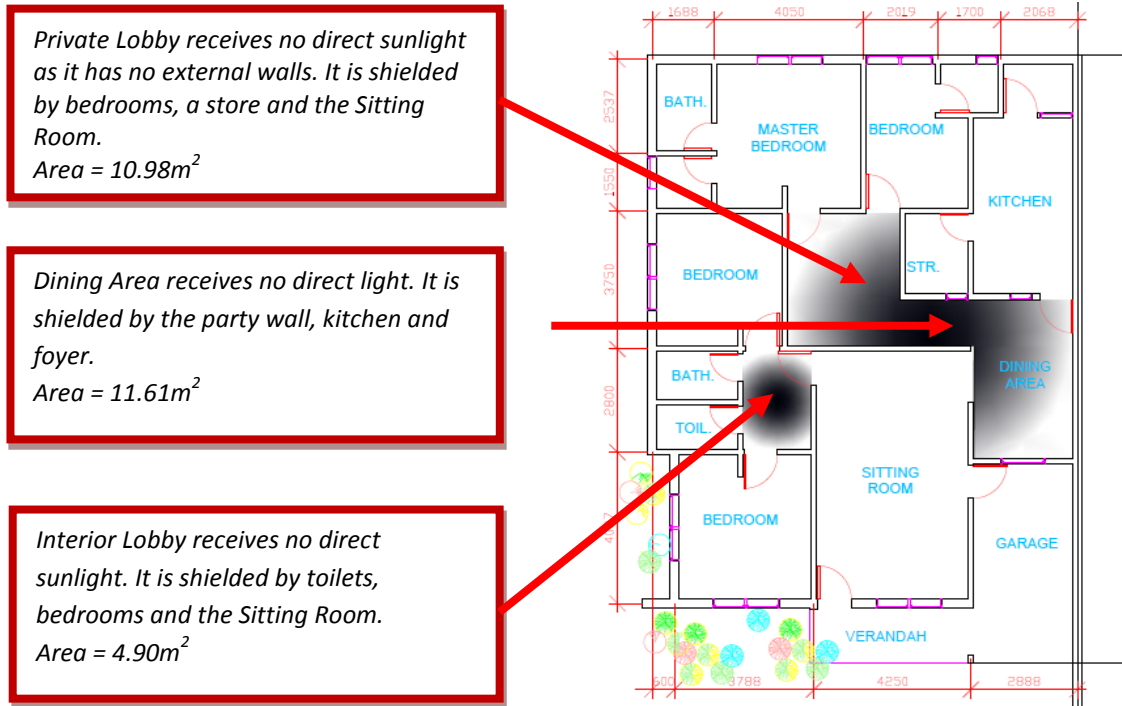 Private Lobby receives no direct sunlight
as it has no external walls. It is shielded
by bedrooms, a store and the Sitting
Room.
Area = 10.98m²
Dining Area receives no direct light. It is
shielded by the party wall, kitchen and
foyer.
Area = 11.61m²
Interior Lobby receives no direct
sunlight. It is shielded by toilets,
bedrooms and the Sitting Room.
Area = 4.90m²
1688 4050 2019 1700 2068
2537
1550
3750
2800
BATH.
MASTER
BEDROOM
BEDROOM
KITCHEN
BEDROOM
STR.
BATH.
DINING
AREA
TOIL.
SITTING
ROOM
BEDROOM
GARAGE
VERANDAH
600 3788 4250 2888